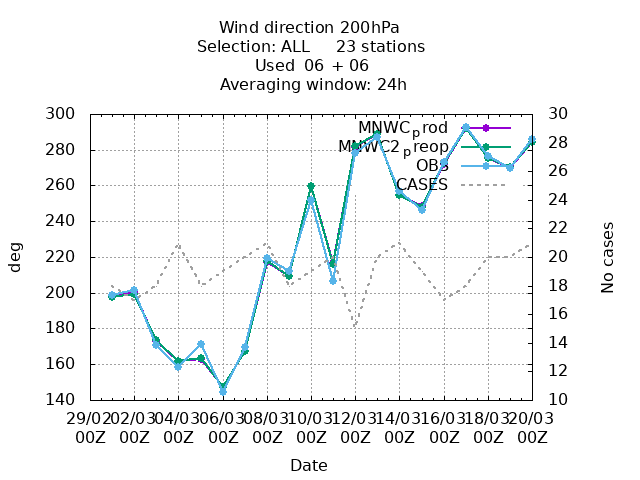 Wind direction 200hPa
Selection: ALL 23 stations
Used 06 + 06
Averaging window: 24h
300 30
MNWC_prod
280 28
MNWC2_preop
OBS
260 26
CASES
240 24
220 22
200 20
180 18
160 16
140 14
12
10
deg
No cases
29/02 02/03 04/03 06/03 08/03 10/03 12/03 14/03 16/03 18/03 20/03
00Z 00Z 00Z 00Z 00Z 00Z 00Z 00Z 00Z 00Z 00Z
Date